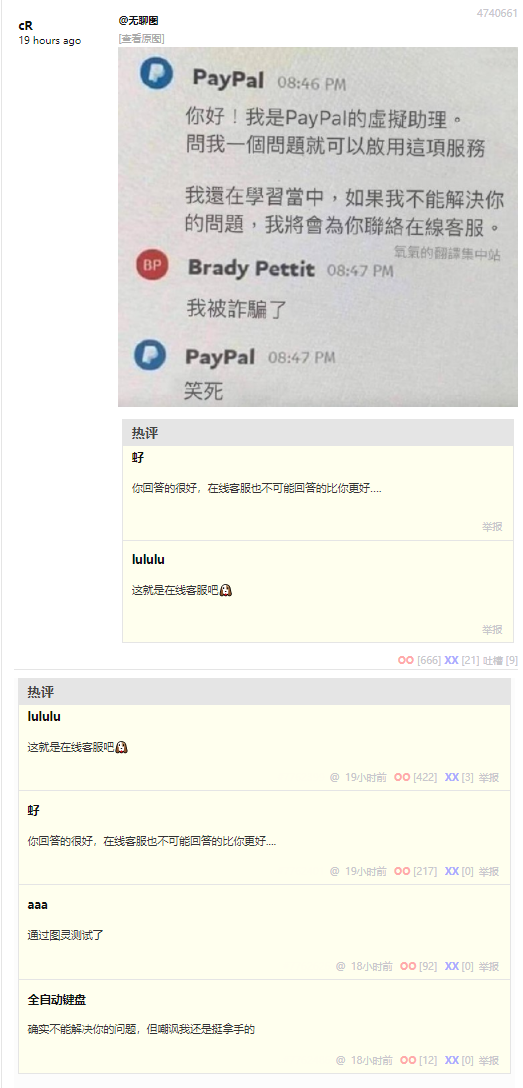 4740661
cR
19 hours ago
@无聊图
[查看原图]
PayPal 08:46 PM
你好！我是PayPal的虛擬助理。
問我一個問題就可以啟用這項服務
我還在學習當中，如果我不能解決你
的問題，我將會為你聯絡在線客服。
氫氫的翻譯集中站
BP Brady Pettit 08:47 PM
我被詐騙了
PayPal 08:47 PM
笑死
热评
虸
你回答的很好，在线客服也不可能回答的比你更好....
举报
lululu
这就是在线客服吧
举报
OO [666] XX [21] 吐槽 [9]
热评
lululu
这就是在线客服吧
@ 19小时前 OO [422] XX [3] 举报
虸
你回答的很好，在线客服也不可能回答的比你更好....
@ 19小时前 OO [217] XX [0] 举报
aaa
通过图灵测试了
@ 18小时前 OO [92] XX [0] 举报
全自动键盘
确实不能解决你的问题，但嘲讽我还是挺拿手的
@ 18小时前 OO [12] XX [0] 举报